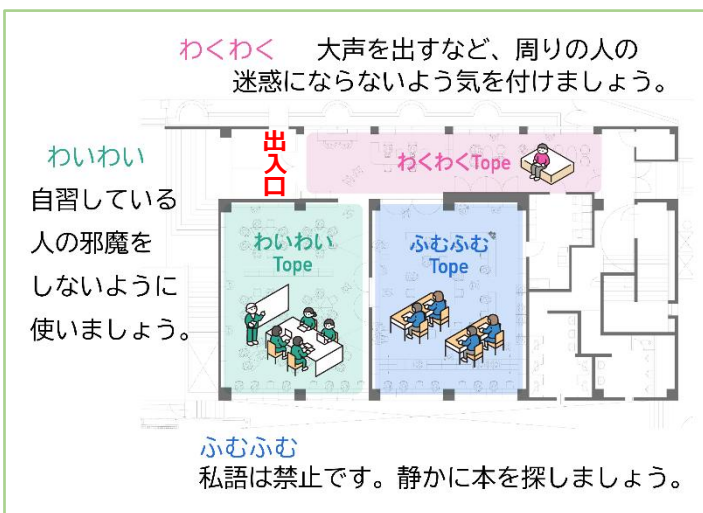 わくわく　大声を出すなど、周りの人の
迷惑にならないよう気を付けましょう。
出入口
わくわくTope
わいわい
自習している
人の邪魔を
しないように
使いましょう。
わいわい
Tope
ふむふむ
Tope
ふむふむ
私語は禁止です。静かに本を探しましょう。